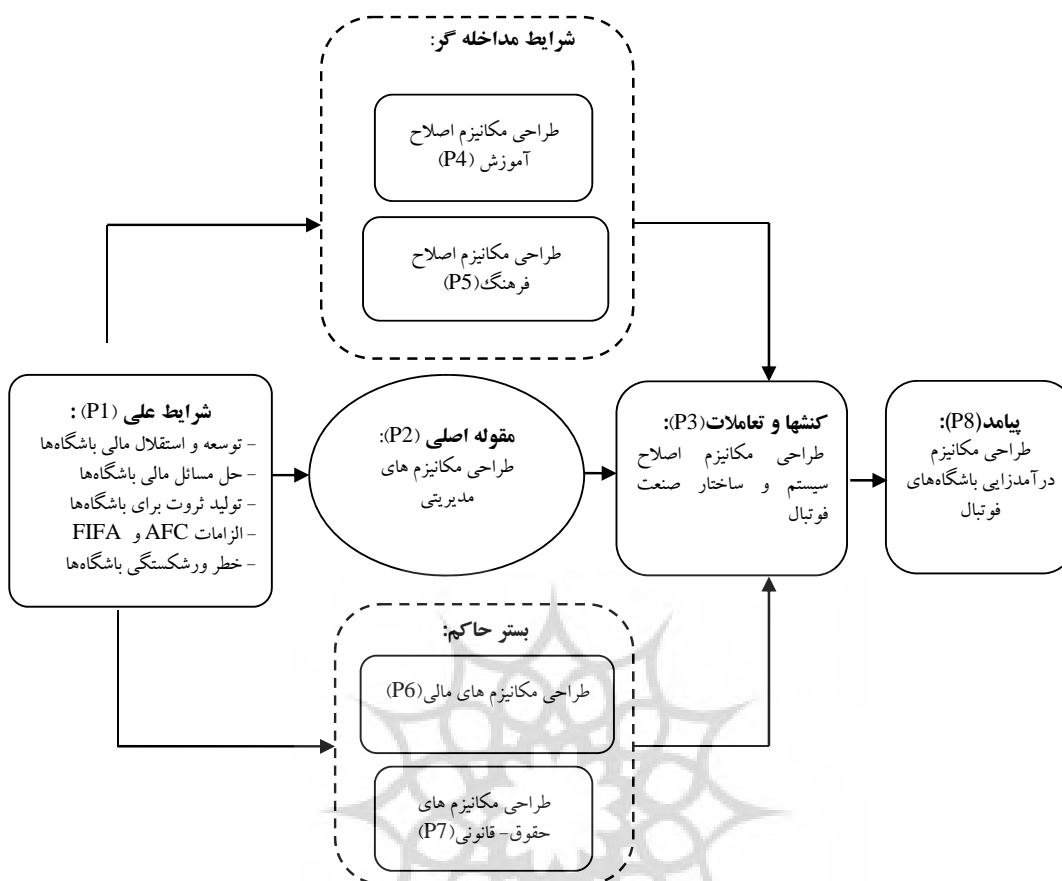 شرایط مداخله گر:
طراحی مکانیزم اصلاح
آموزش (P4)
طراحی مکانیزم اصلاح
فرهنگ(P5)
شرایط علی (P1) :
- توسعه و استقلال مالی باشگاه‌ها
- حل مسائل مالی باشگاه‌ها
- تولید ثروت برای باشگاه‌ها
- الزامات AFC و FIFA
- خطر ورشکستگی باشگاه‌ها
مقوله اصلی (P2):
طراحی مکانیزم های
مدیریتی
کنشها و تعاملات(P3):
طراحی مکانیزم اصلاح
سیستم و ساختار صنعت
فوتبال
پیامد(P8):
طراحی مکانیزم
درآمدزایی باشگاه‌های
فوتبال
بستر حاکم:
طراحی مکانیزم های مالی(P6)
طراحی مکانیزم های
حقوق- قانونی(P7)